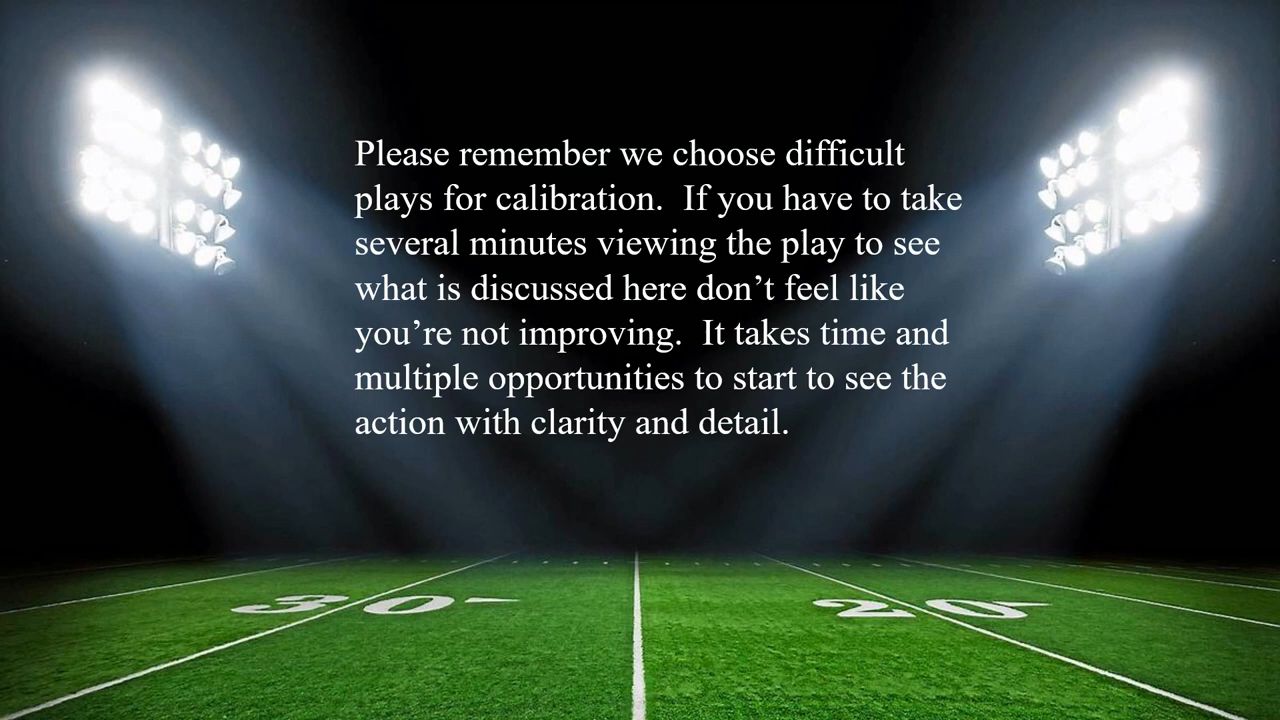 Please remember we choose difficult
plays for calibration.  If you have to take
several minutes viewing the play to see
what is discussed here don’t feel like
you’re not improving.  It takes time and
multiple opportunities to start to see the
action with clarity and detail.
30 20